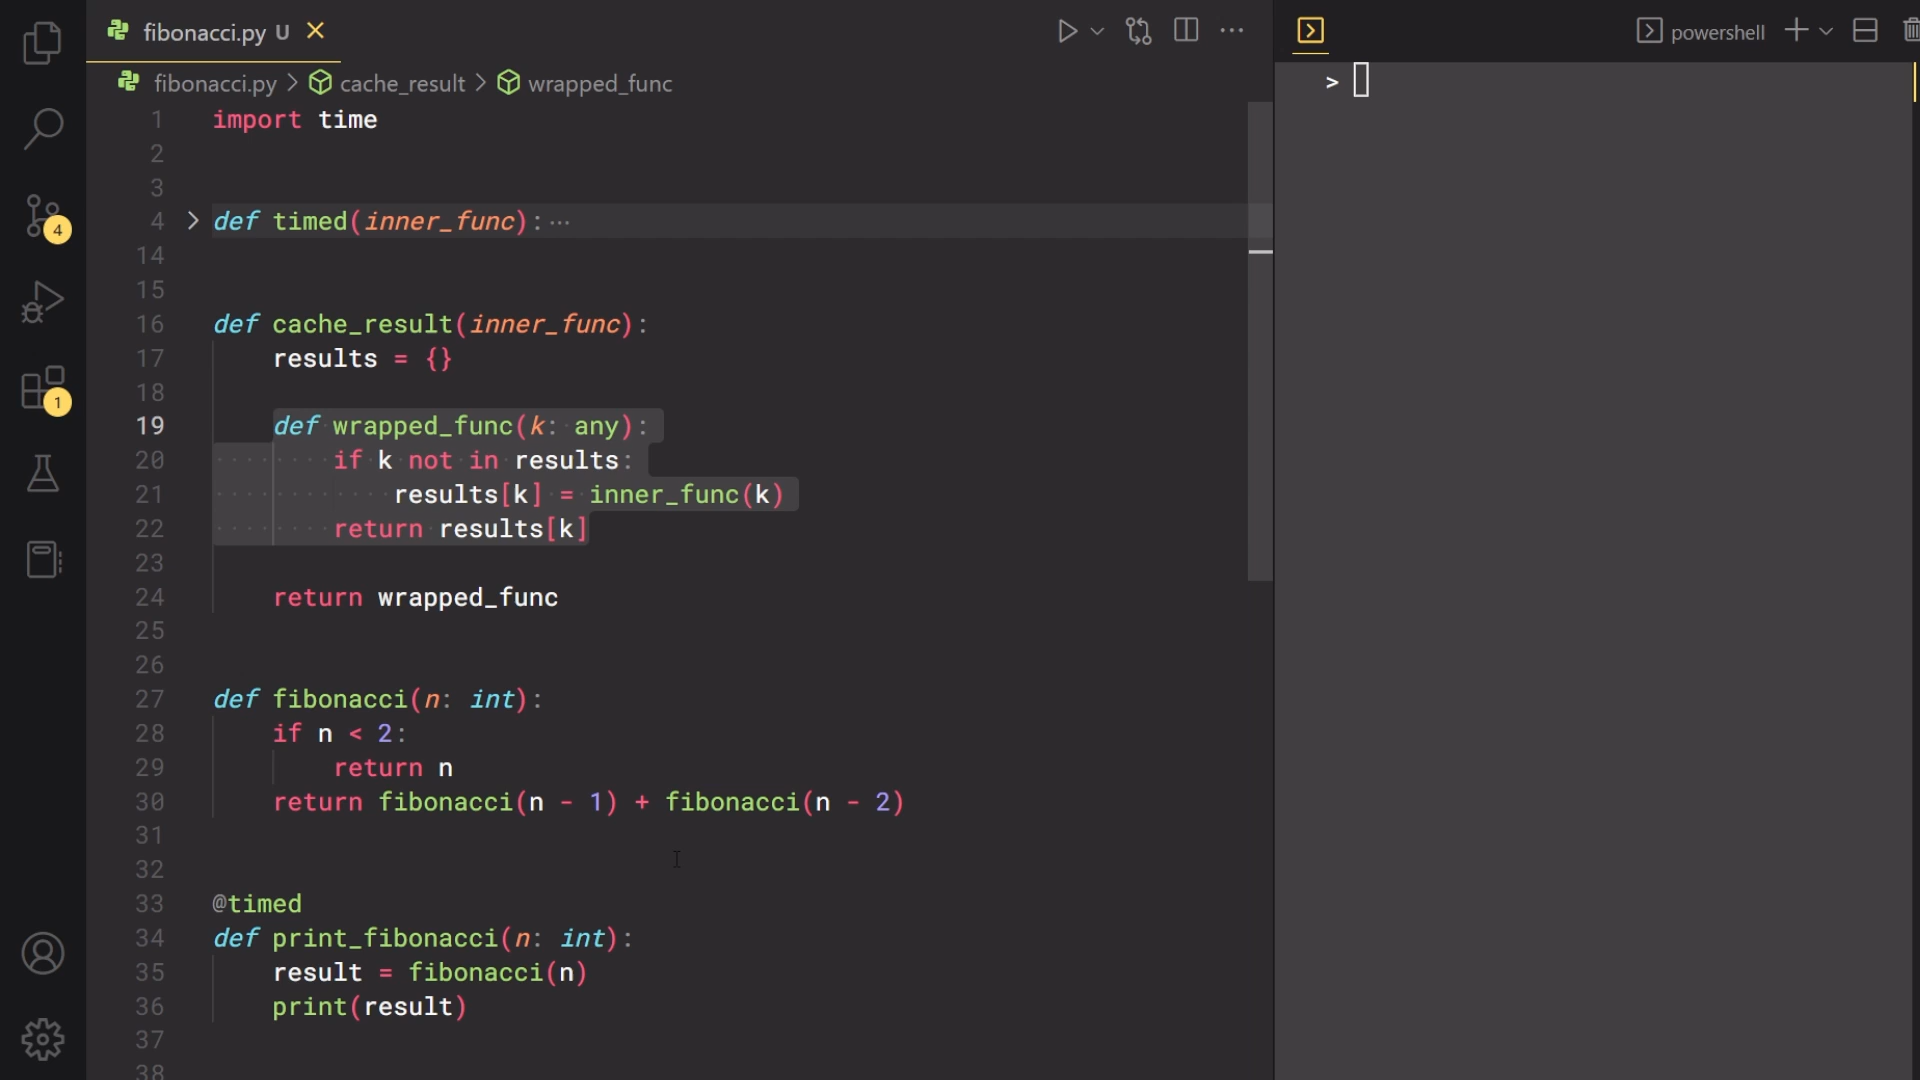 fibonacci.py U
powershell
fibonacci.py > cache_result > wrapped_func
>
1 import time
2
3
4 def timed(inner_func):···
14
15
16 def cache_result(inner_func):
17 results = {}
18
19 def wrapped_func(k: any):
20 if k not in results:
21 results[k] = inner_func(k)
22 return results[k]
23
24 return wrapped_func
25
26
27 def fibonacci(n: int):
28 if n < 2:
29 return n
30 return fibonacci(n - 1) + fibonacci(n - 2)
31
32
33 @timed
34 def print_fibonacci(n: int):
35 result = fibonacci(n)
36 print(result)
37
38
4
1